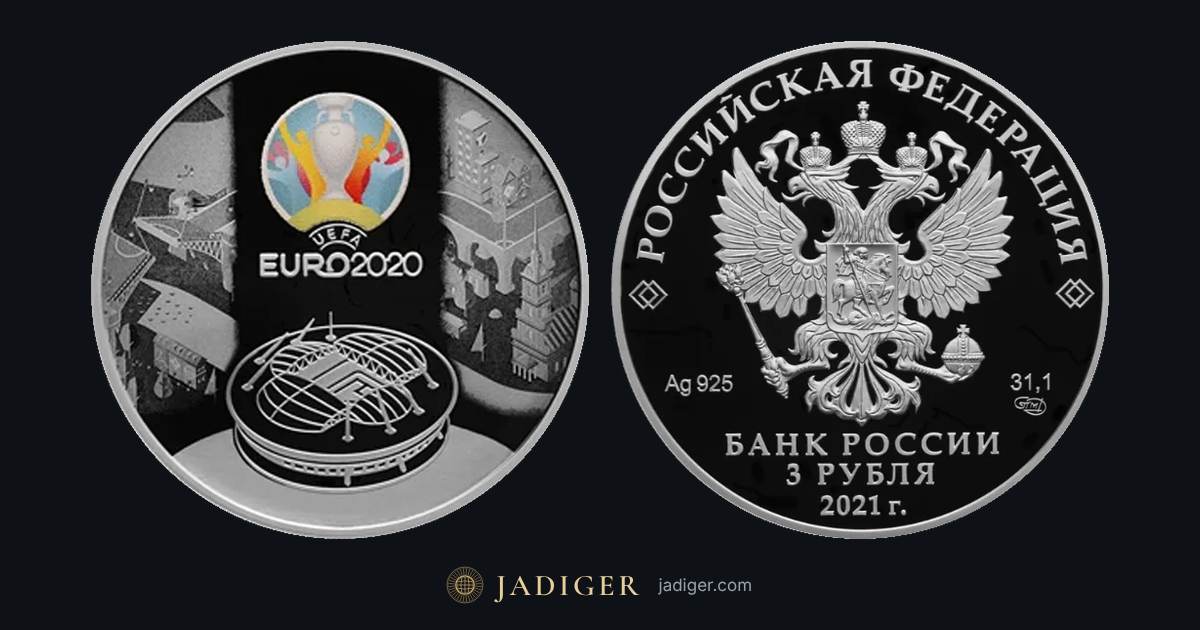 UEFA
EURO2020
РОССИЙСКАЯ ФЕДЕРАЦИЯ
Ag 925
31,1
БАНК РОССИИ
3 РУБЛЯ
2021 г.
JADIGER
jadiger.com